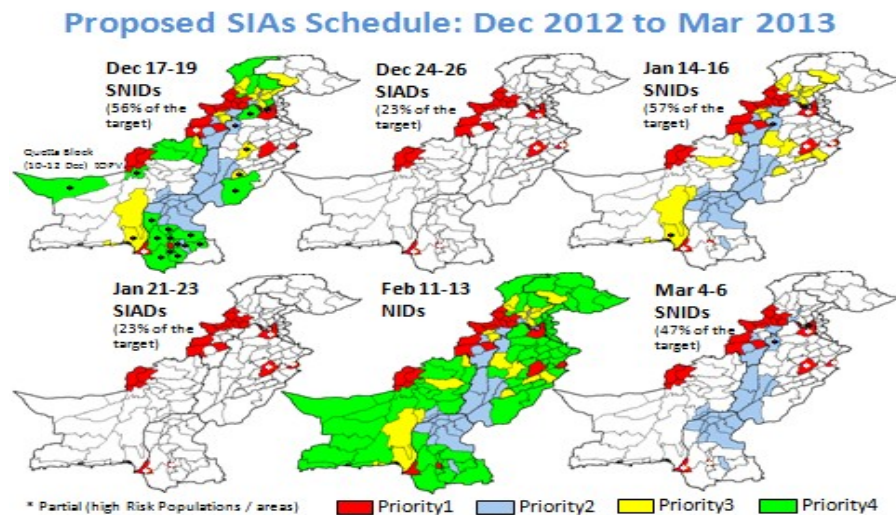 Proposed SIAs Schedule: Dec 2012 to Mar 2013
Dec 17-19
SNIDs
(56% of the
target)
Quetta Block
(10-12 Dec)
Dec 24-26
SIADs
(23% of the
target)
Jan 14-16
SNIDs
(57% of the
target)
Jan 21-23
SIADs
(23% of the
target)
Feb 11-13
NIDs
Mar 4-6
SNIDs
(47% of the
target)
* Partial (high Risk Populations / areas)
Priority1
Priority2
Priority3
Priority4